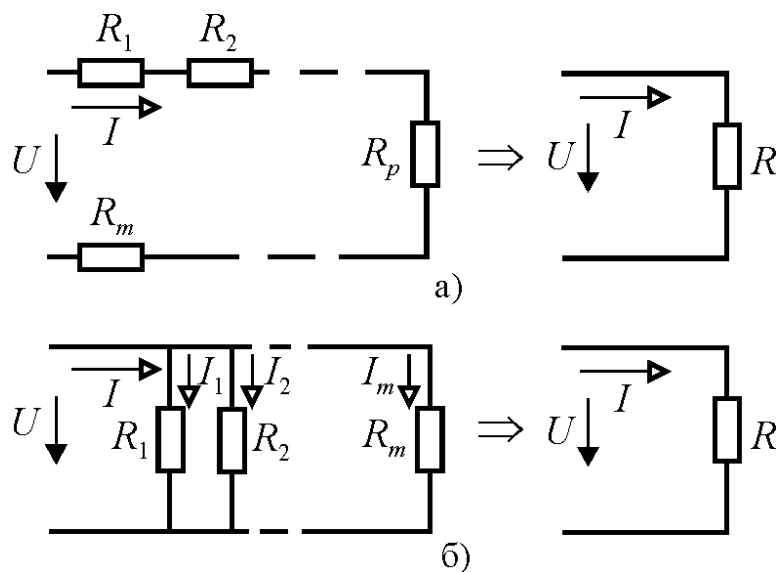 R₁ R₂
I
U
Rₚ
⇒
I
U
R
Rₘ
а)
I
I₁
I₂
Iₘ
U
R₁
R₂
Rₘ
⇒
I
U
R
б)